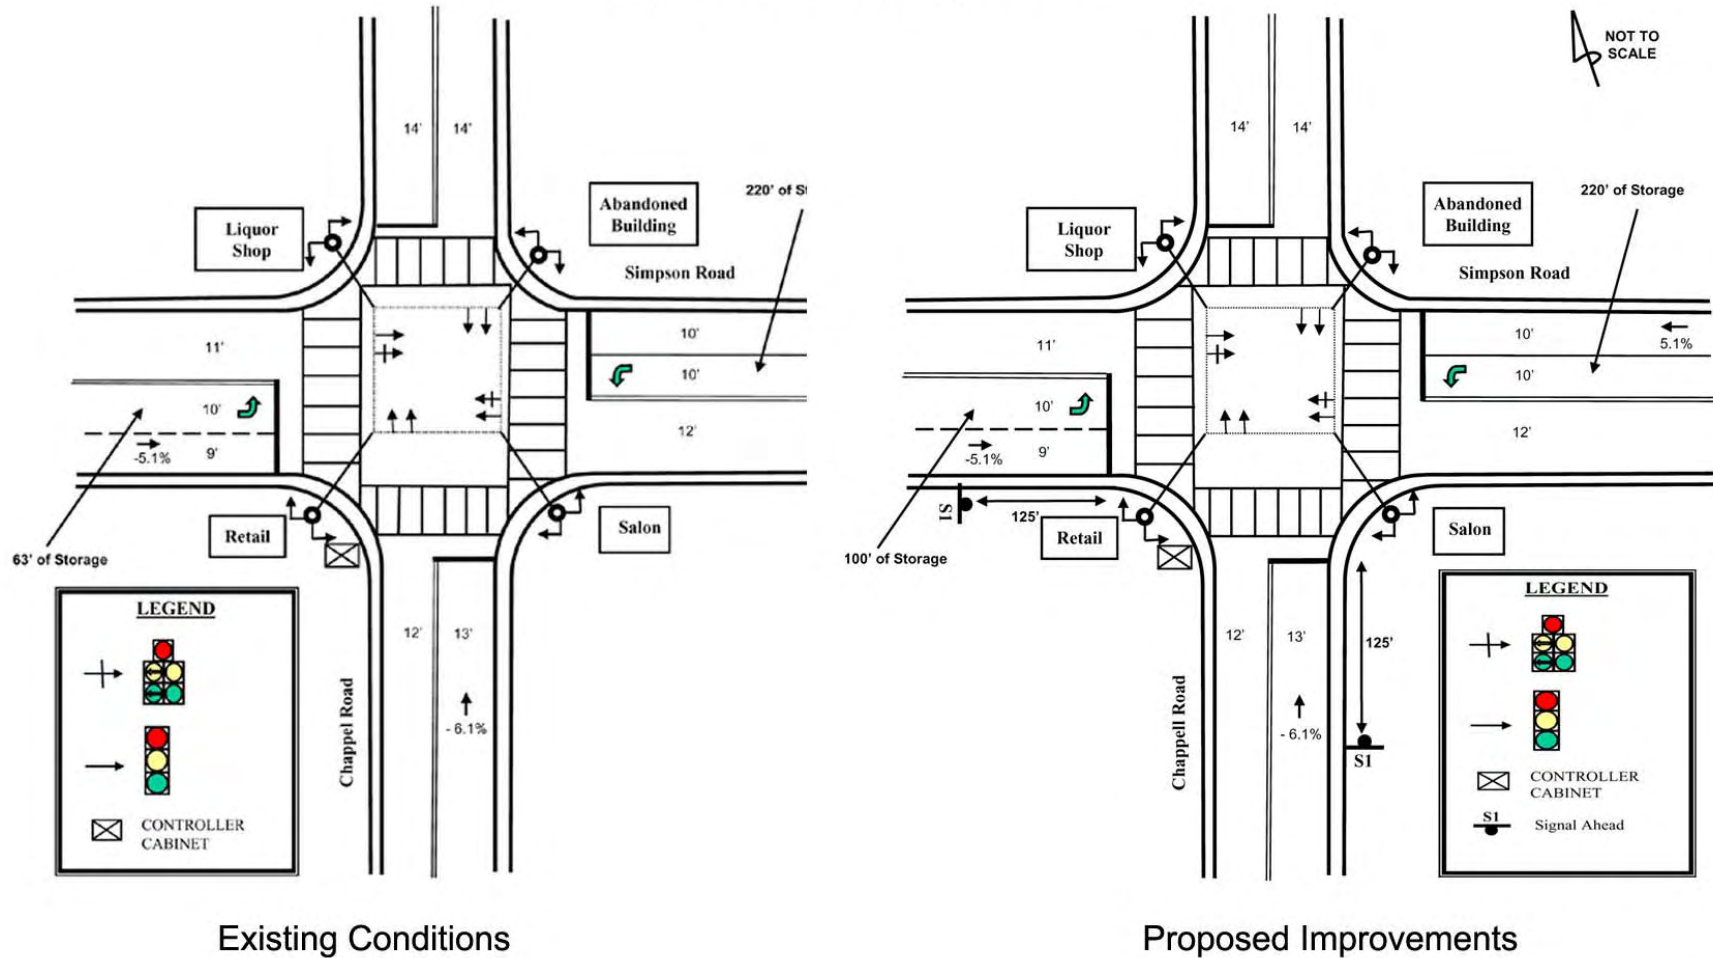 14'
14'
Liquor
Shop
Abandoned
Building
220' of St
Simpson Road
11'
10'
10'
10'
12'
-5.1%
9'
63' of Storage
Retail
Salon
12'
13'
- 6.1%
Chappel Road
LEGEND
CONTROLLER
CABINET
Existing Conditions
NOT TO
SCALE
14'
14'
Liquor
Shop
Abandoned
Building
220' of Storage
Simpson Road
11'
10'
5.1%
10'
10'
12'
-5.1%
9'
S1
125'
100' of Storage
Retail
Salon
12'
13'
125'
- 6.1%
S1
Chappell Road
LEGEND
CONTROLLER
CABINET
S1
Signal Ahead
Proposed Improvements